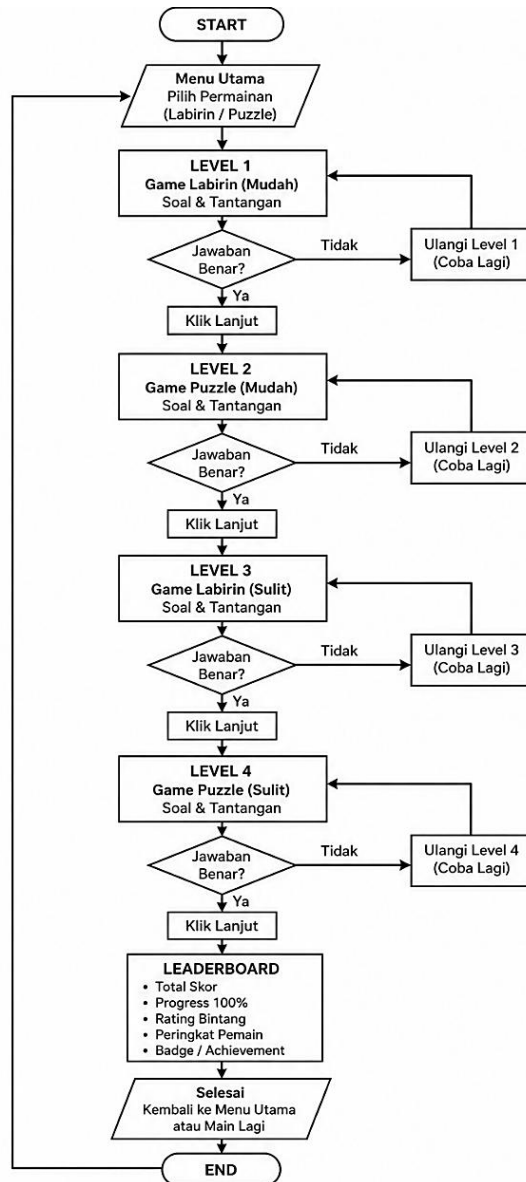 START
Menu Utama
Pilih Permainan
(Labirin / Puzzle)
LEVEL 1
Game Labirin (Mudah)
Soal & Tantangan
Jawaban
Benar?
Tidak
Ulangi Level 1
(Coba Lagi)
Ya
Klik Lanjut
LEVEL 2
Game Puzzle (Mudah)
Soal & Tantangan
Jawaban
Benar?
Tidak
Ulangi Level 2
(Coba Lagi)
Ya
Klik Lanjut
LEVEL 3
Game Labirin (Sulit)
Soal & Tantangan
Jawaban
Benar?
Tidak
Ulangi Level 3
(Coba Lagi)
Ya
Klik Lanjut
LEVEL 4
Game Puzzle (Sulit)
Soal & Tantangan
Jawaban
Benar?
Tidak
Ulangi Level 4
(Coba Lagi)
Ya
Klik Lanjut
LEADERBOARD
• Total Skor
• Progress 100%
• Rating Bintang
• Peringkat Pemain
• Badge / Achievement
Selesai
Kembali ke Menu Utama
atau Main Lagi
END